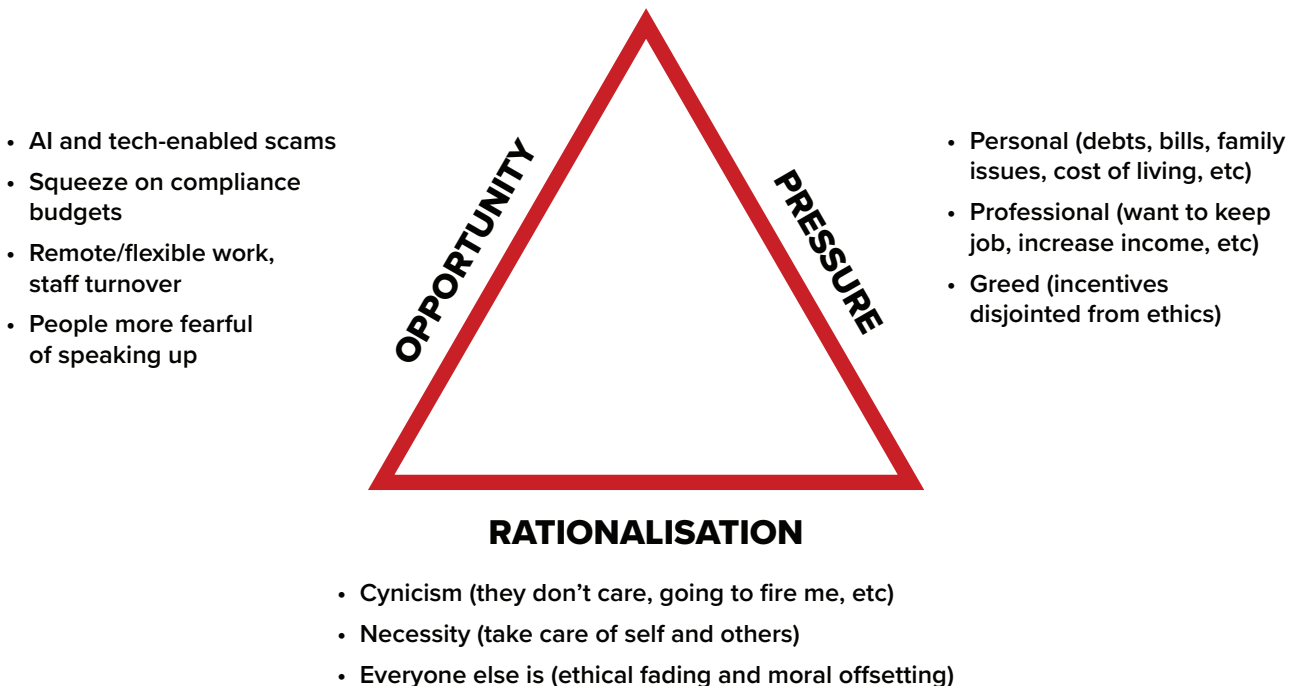 • AI and tech-enabled scams
• Squeeze on compliance
budgets
• Remote/flexible work,
staff turnover
• People more fearful
of speaking up
OPPORTUNITY
PRESSURE
• Personal (debts, bills, family
issues, cost of living, etc)
• Professional (want to keep
job, increase income, etc)
• Greed (incentives
disjointed from ethics)
RATIONALISATION
• Cynicism (they don’t care, going to fire me, etc)
• Necessity (take care of self and others)
• Everyone else is (ethical fading and moral offsetting)